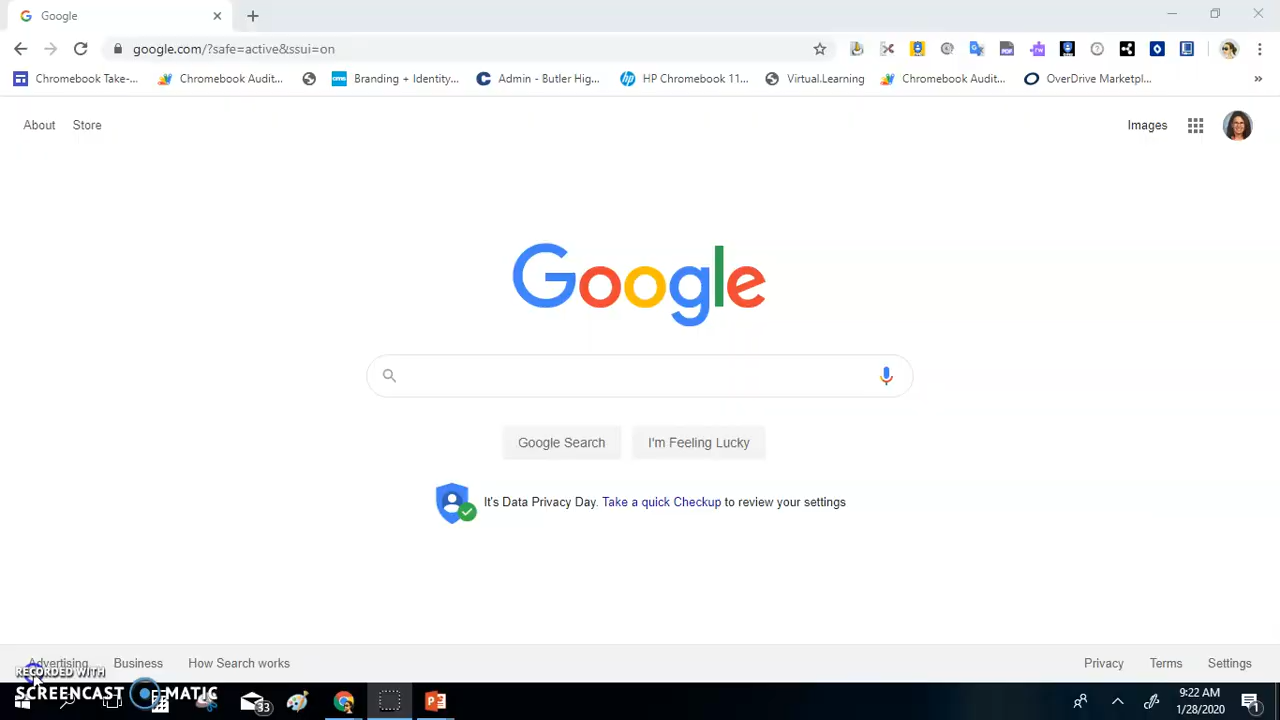 Google
google.com/?safe=active&ssui=on
Chromebook Take-... Chromebook Audit... Branding + Identity... Admin - Butler Hig... HP Chromebook 11... Virtual.Learning Chromebook Audit... OverDrive Marketpl... »
About Store Images
Google
Google Search I'm Feeling Lucky
It's Data Privacy Day. Take a quick Checkup to review your settings
Advertising Business How Search works Privacy Terms Settings
RECORDED WITH
SCREENCAST MATIC
33
9:22 AM
1/28/2020
1